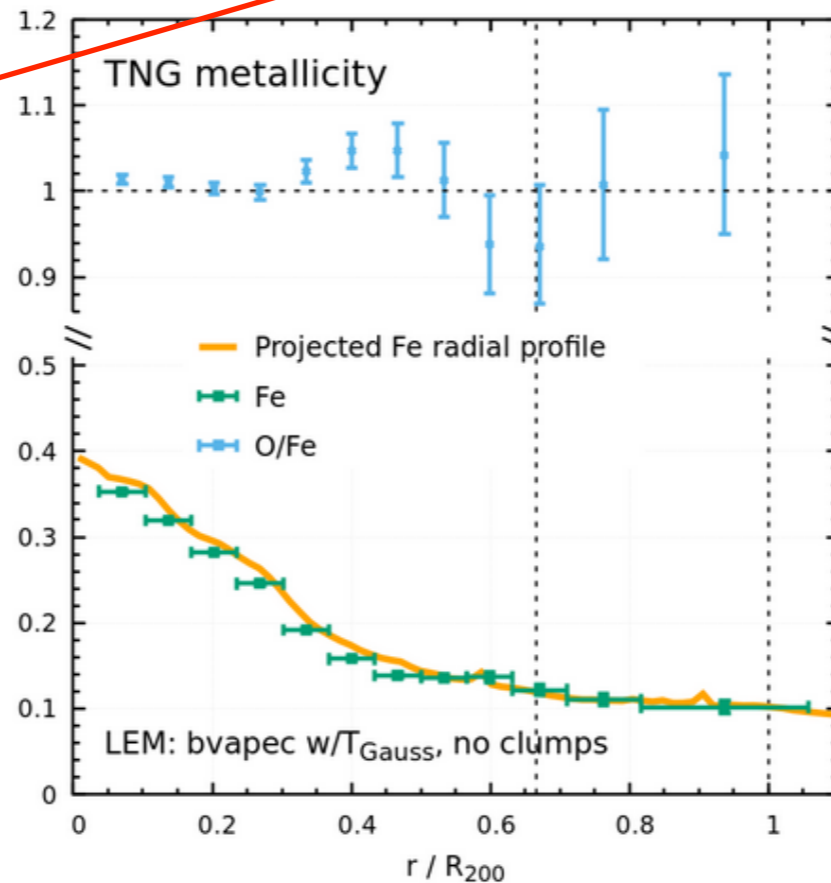 1.2
TNG metallicity
1.1
1
0.9
Projected Fe radial profile
0.5
Fe
O/Fe
0.4
0.3
0.2
0.1
LEM: bvapec w/T_Gauss, no clumps
0
0 0.2 0.4 0.6 0.8 1
r / R_200